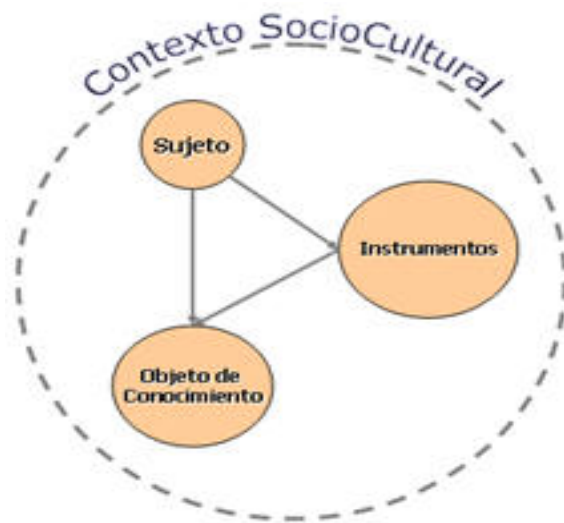 Contexto SocioCultural
Sujeto
Instrumentos
Objeto de
Conocimiento